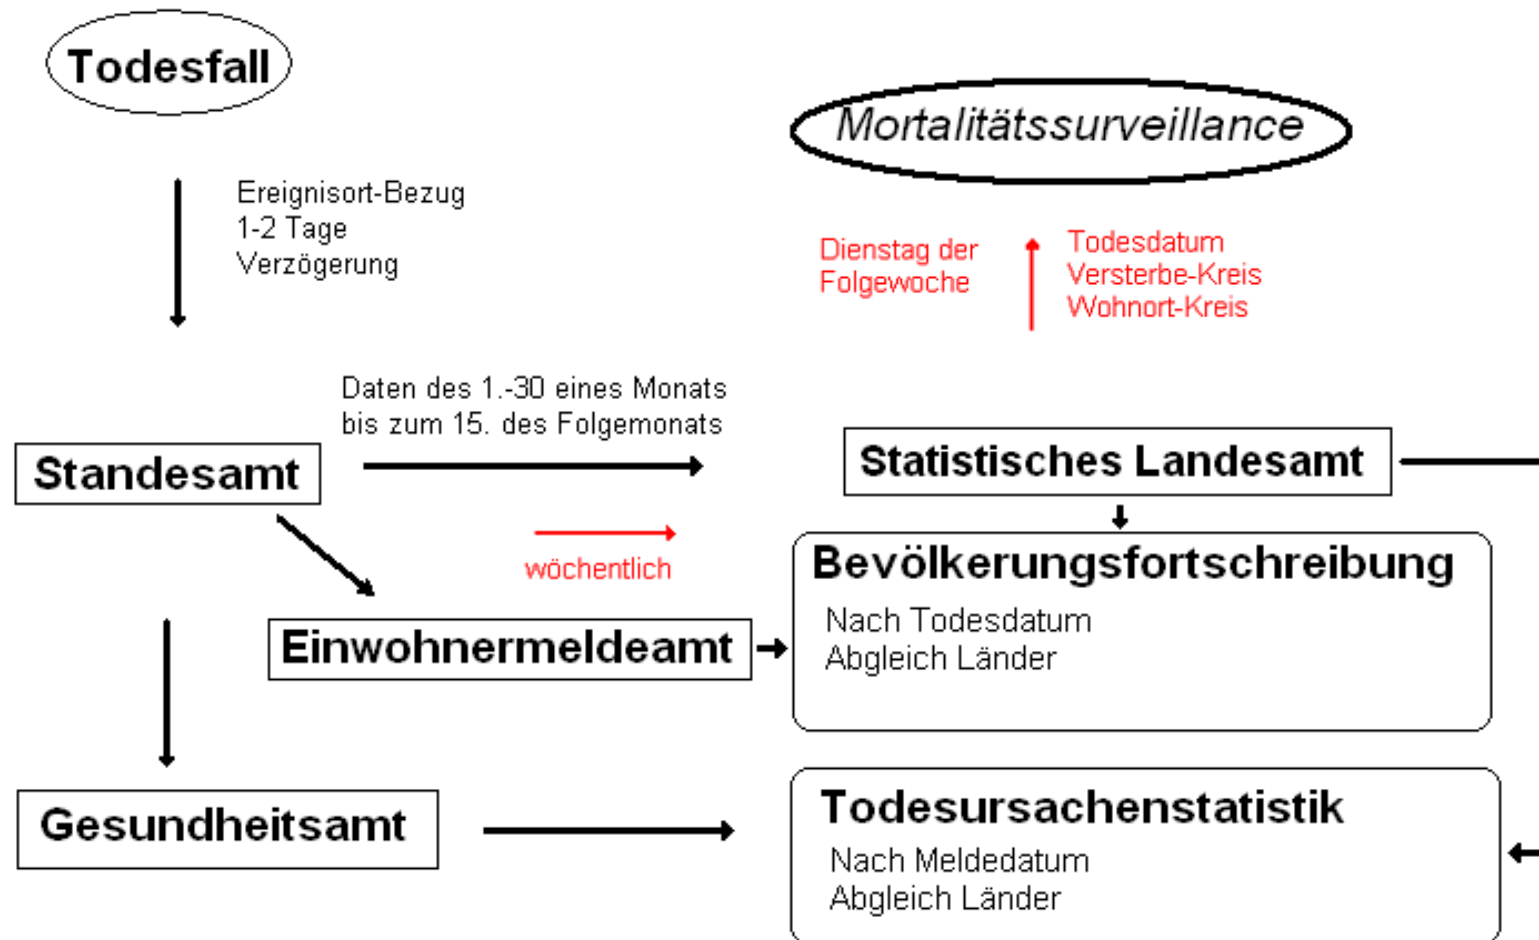 Todesfall
Mortalitätssurveillance
Ereignisort-Bezug
1-2 Tage
Verzögerung
Dienstag der
Folgewoche
Todesdatum
Versterbe-Kreis
Wohnort-Kreis
Daten des 1.-30 eines Monats
bis zum 15. des Folgemonats
Standesamt
Statistisches Landesamt
wöchentlich
Bevölkerungsfortschreibung
Nach Todesdatum
Abgleich Länder
Einwohnermeldeamt
Gesundheitsamt
Todesursachenstatistik
Nach Meldedatum
Abgleich Länder